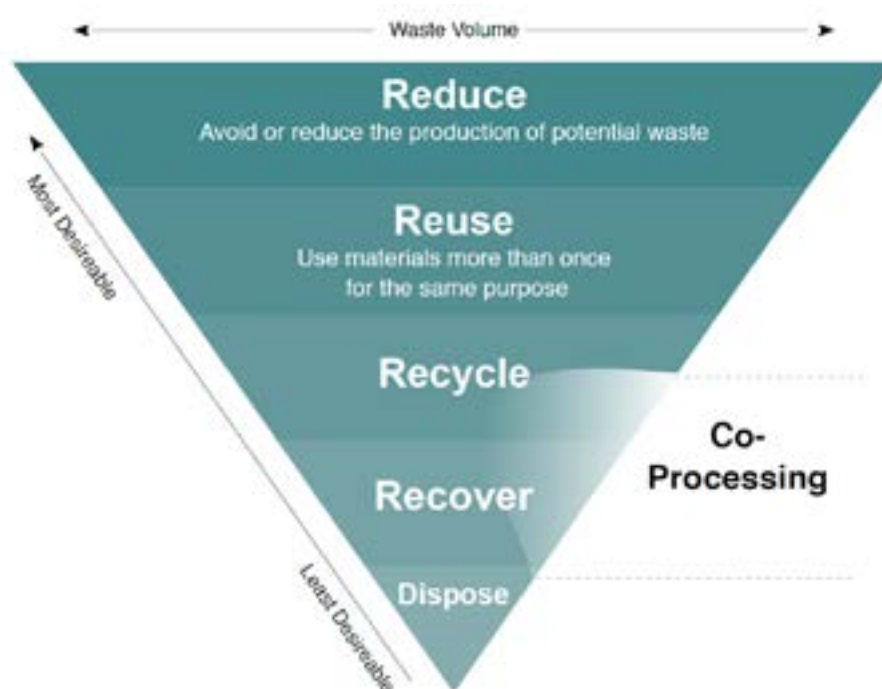 Waste Volume
Reduce
Avoid or reduce the production of potential waste
Most Desireable
Reuse
Use materials more than once
for the same purpose
Recycle
Co-
Processing
Recover
Least Desireable
Dispose